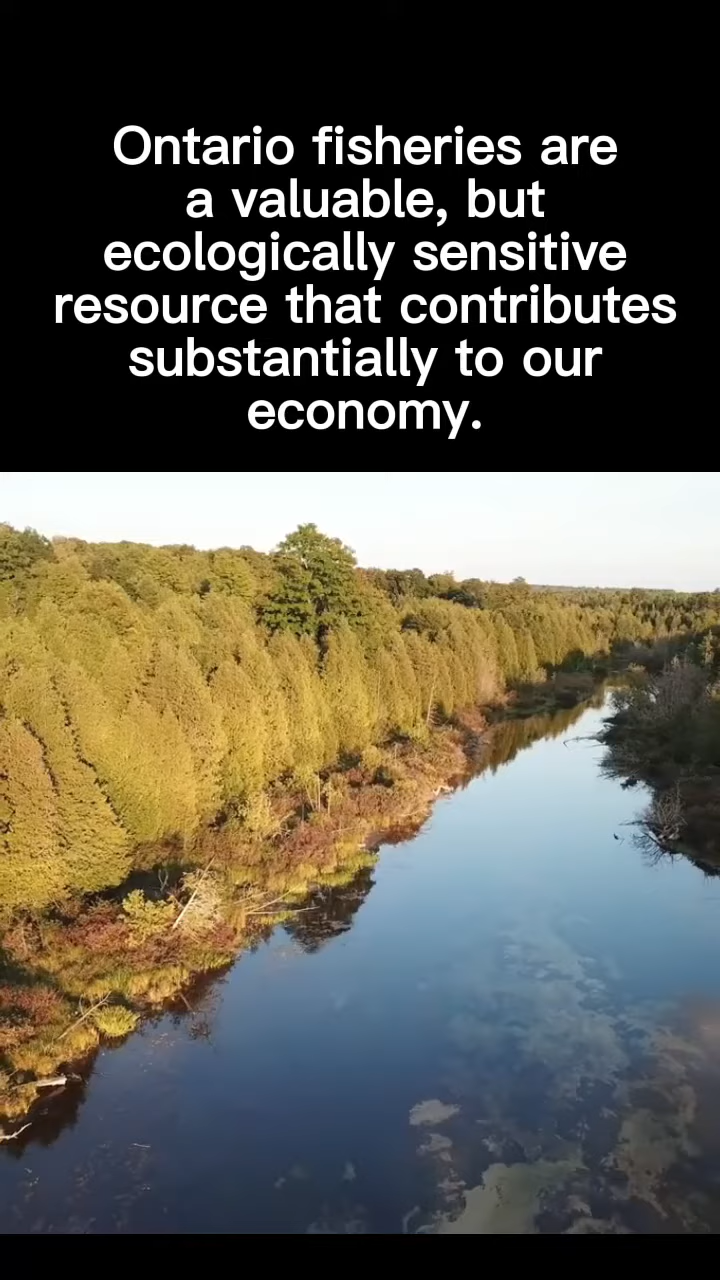 Ontario fisheries are
a valuable, but
ecologically sensitive
resource that contributes
substantially to our
economy.